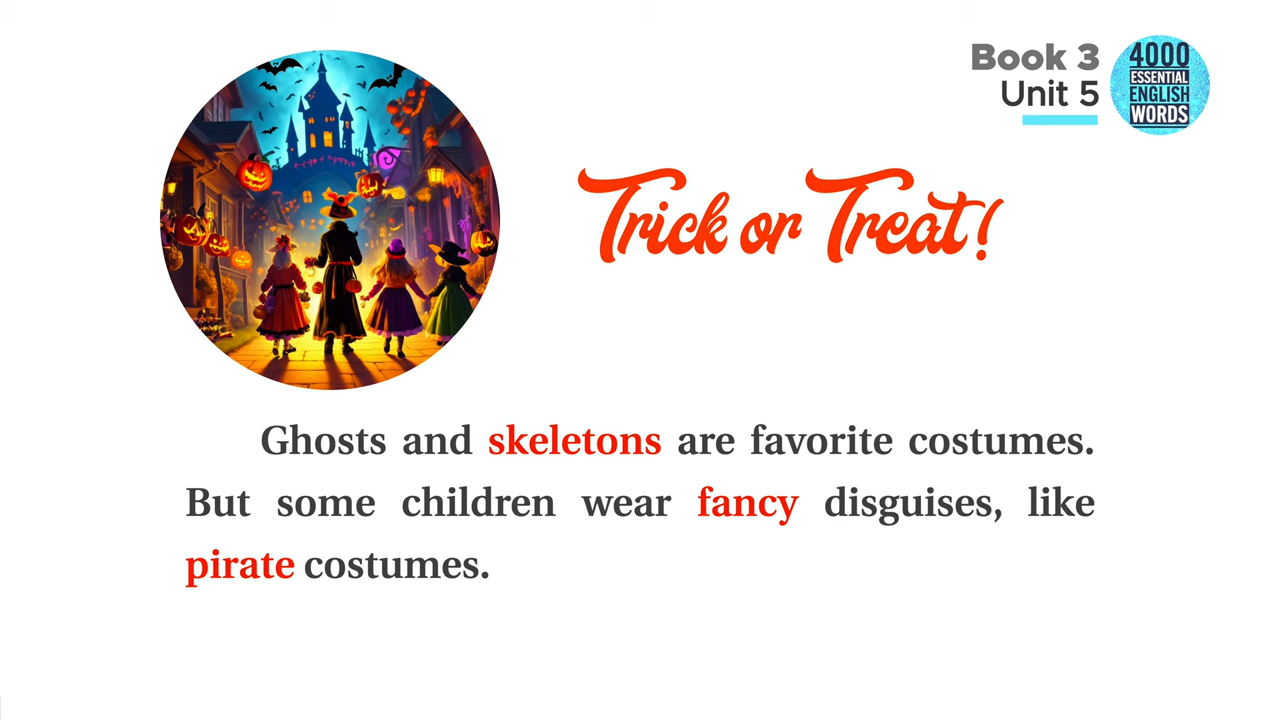 Book 3
Unit 5
4000
ESSENTIAL
ENGLISH
WORDS
Trick or Treat!
Ghosts and skeletons are favorite costumes.
But some children wear fancy disguises, like
pirate costumes.